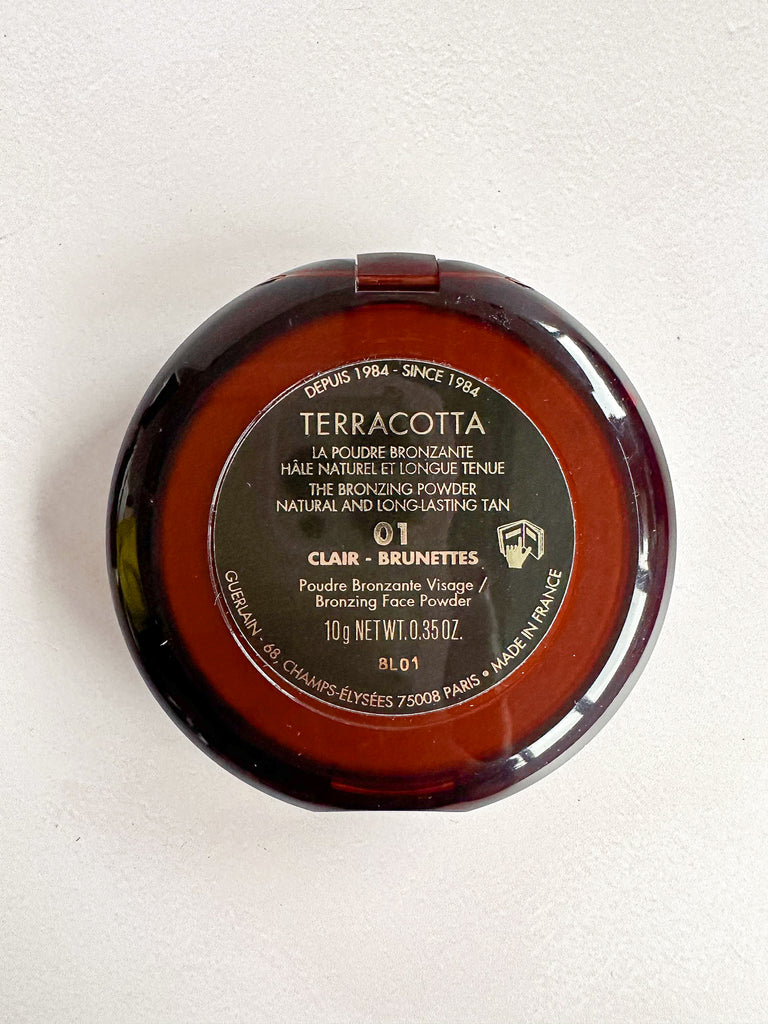 DEPUIS 1984 - SINCE 1984
TERRACOTTA
LA POUDRE BRONZANTE
HÂLE NATUREL ET LONGUE TENUE
THE BRONZING POWDER
NATURAL AND LONG-LASTING TAN
01
CLAIR - BRUNETTES
Poudre Bronzante Visage /
Bronzing Face Powder
10g NET WT. 0.35 OZ.
8L01
GUERLAIN - 68, CHAMPS-ÉLYSÉES 75008 PARIS • MADE IN FRANCE